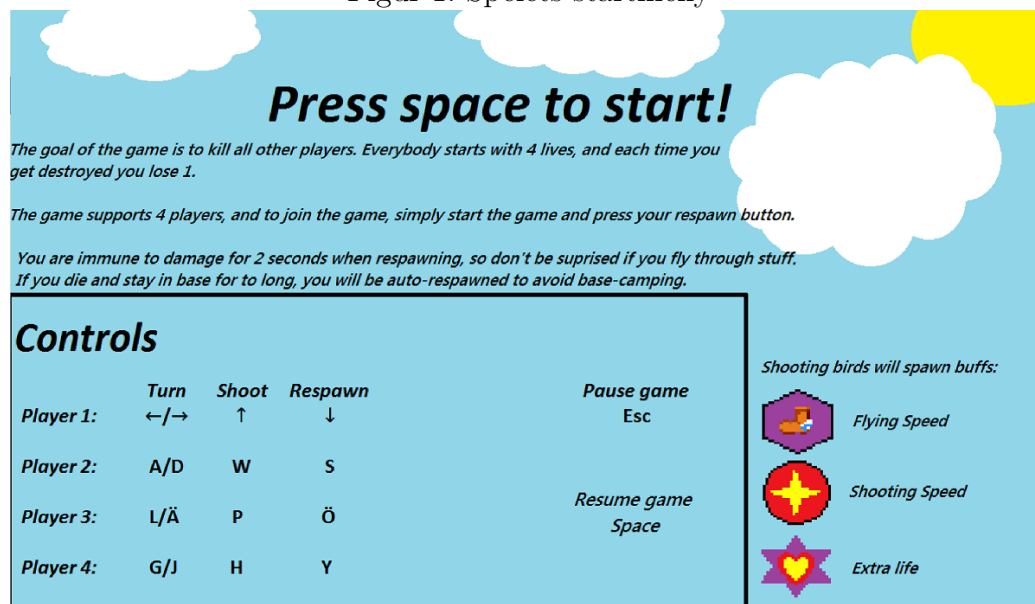 Figur 1: Spelets startmeny
Press space to start!
The goal of the game is to kill all other players. Everybody starts with 4 lives, and each time you
get destroyed you lose 1.
The game supports 4 players, and to join the game, simply start the game and press your respawn button.
You are immune to damage for 2 seconds when respawning, so don't be suprised if you fly through stuff.
If you die and stay in base for to long, you will be auto-respawned to avoid base-camping.
Controls
Turn Shoot Respawn
Player 1: ←/→ ↑ ↓
Player 2: A/D W S
Player 3: L/Ä P Ö
Player 4: G/J H Y
Pause game
Esc
Resume game
Space
Shooting birds will spawn buffs:
Flying Speed
Shooting Speed
Extra life